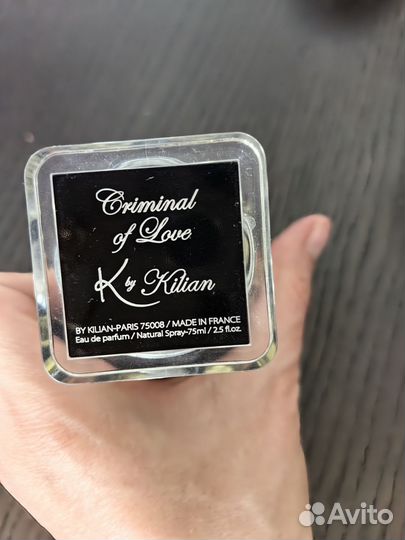 Criminal
of Love
K by Kilian
BY KILIAN-PARIS 75008 / MADE IN FRANCE
Eau de parfum / Natural Spray-75ml / 2.5 fl.oz.
Avito